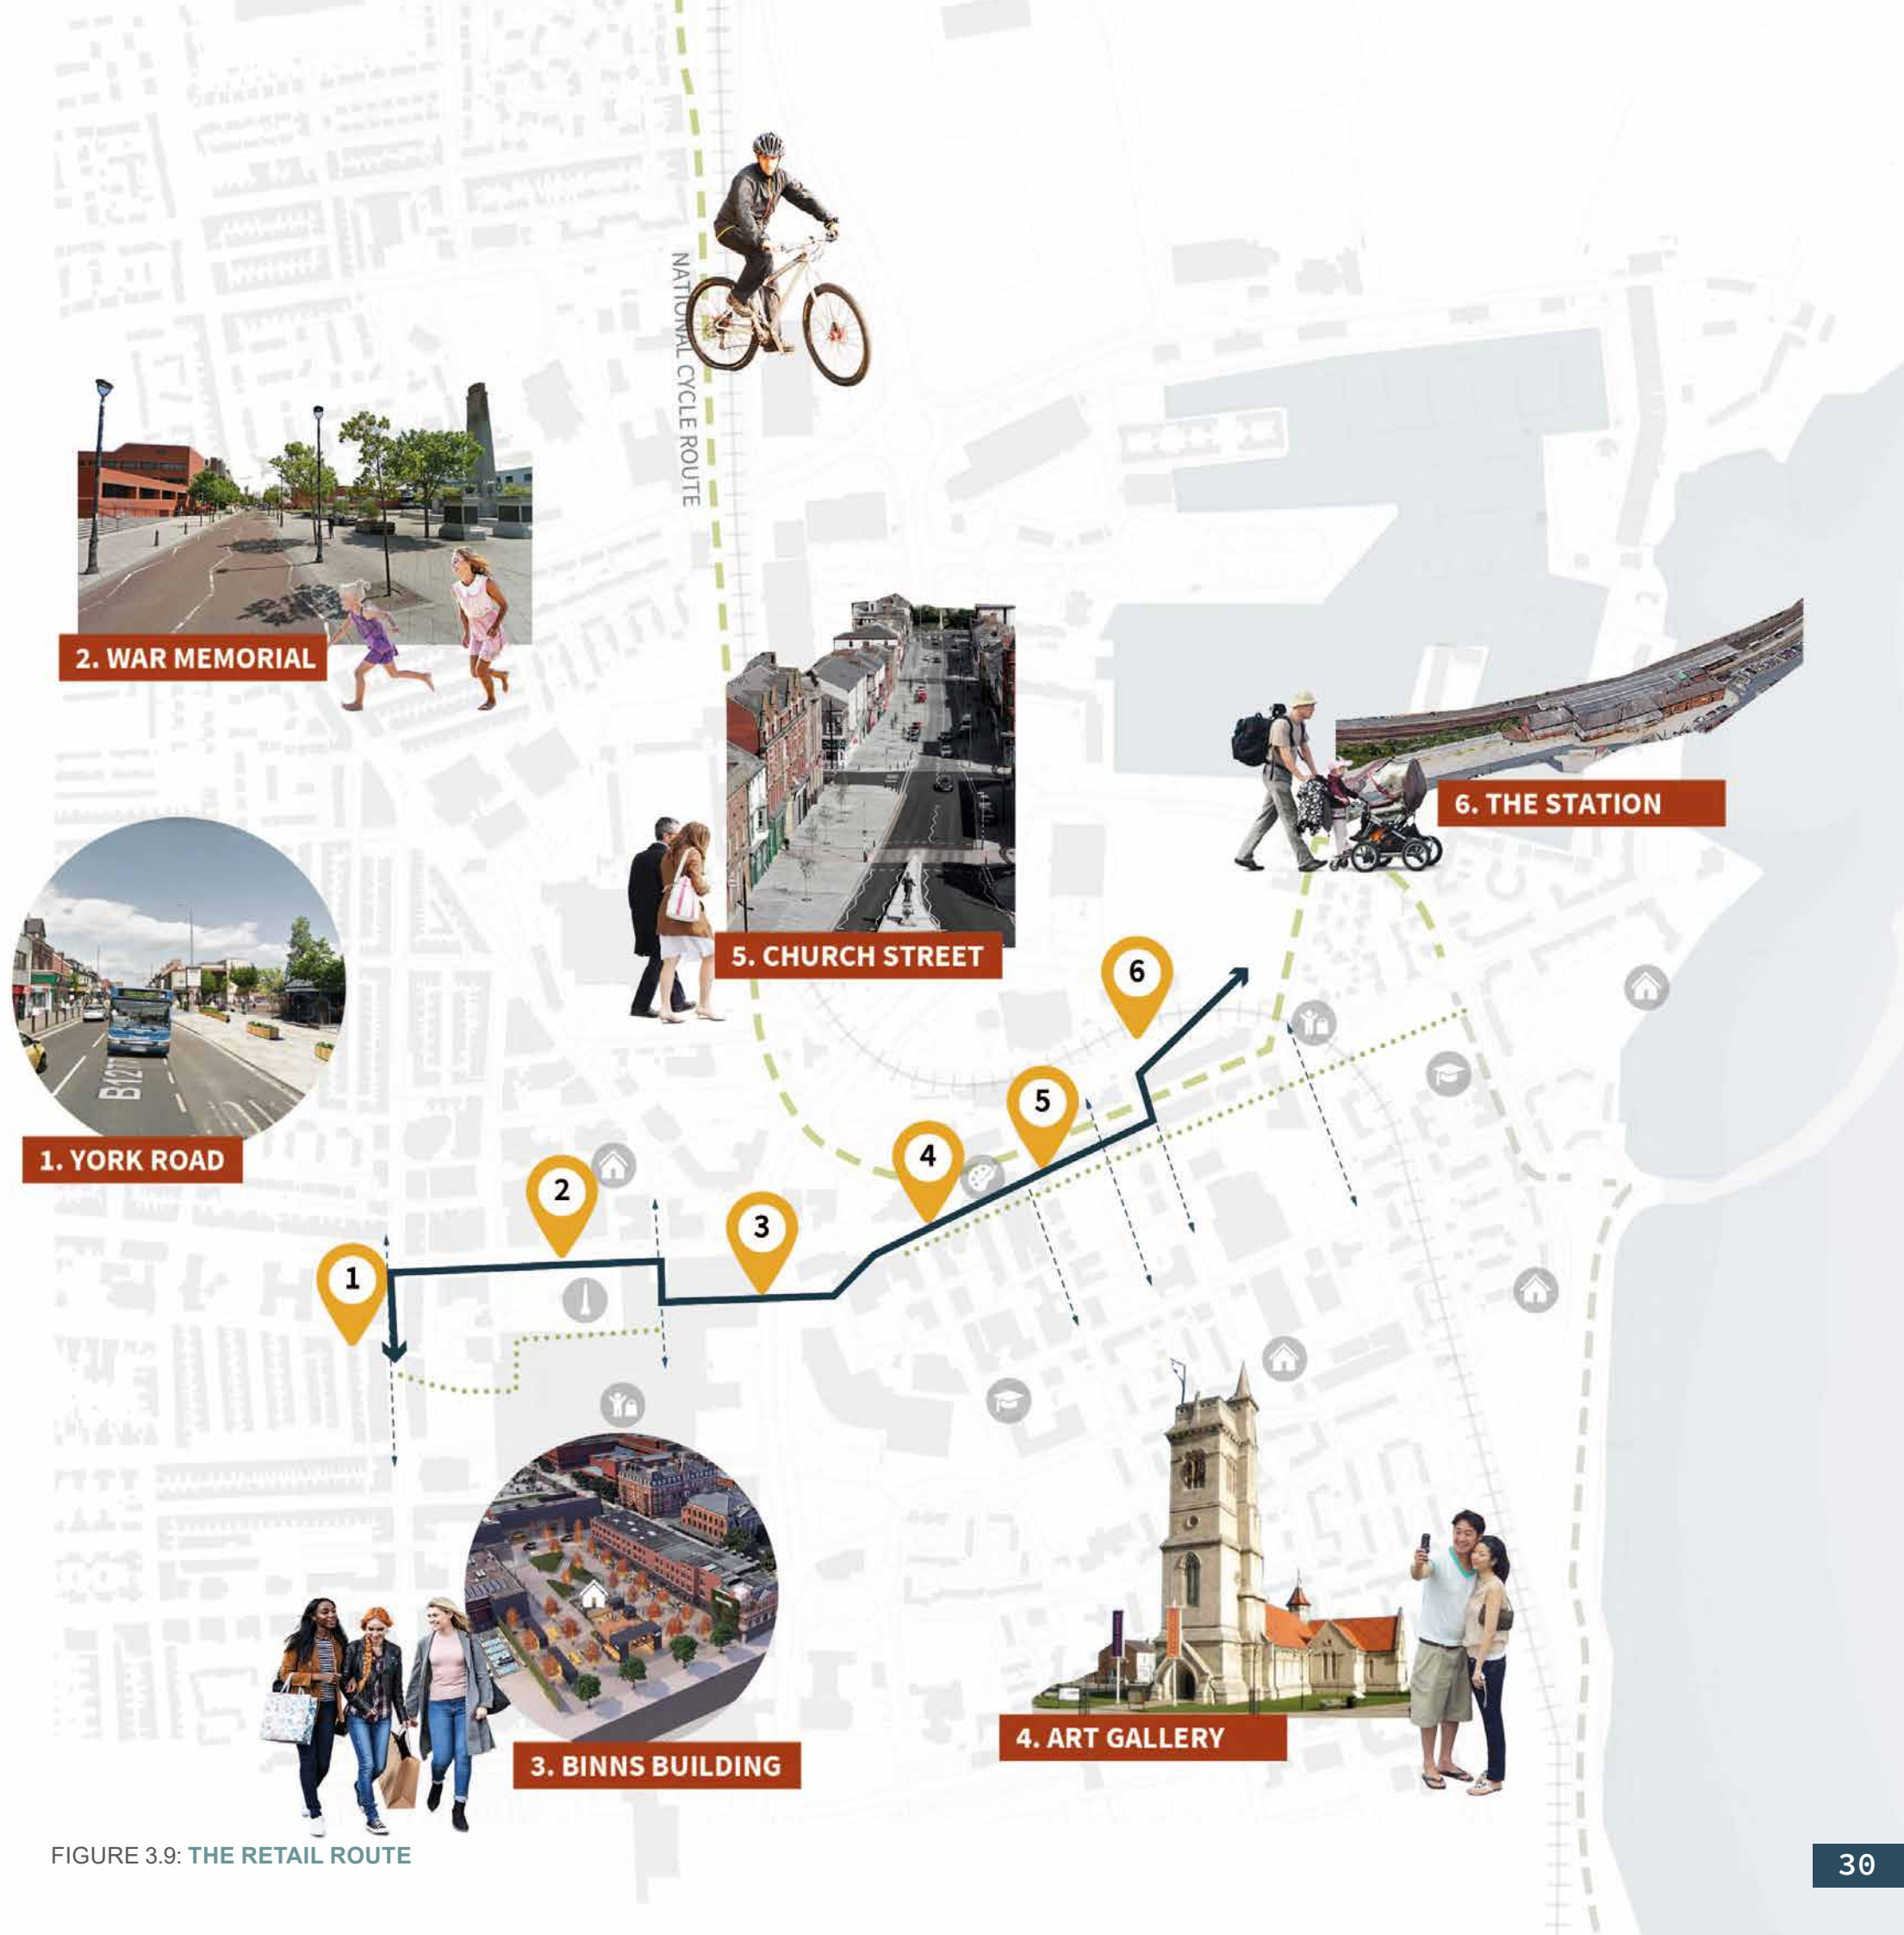 NATIONAL CYCLE ROUTE
2. WAR MEMORIAL
6. THE STATION
5. CHURCH STREET
B127
1. YORK ROAD
6
5
4
2
3
1
4. ART GALLERY
3. BINNS BUILDING
FIGURE 3.9: THE RETAIL ROUTE
30